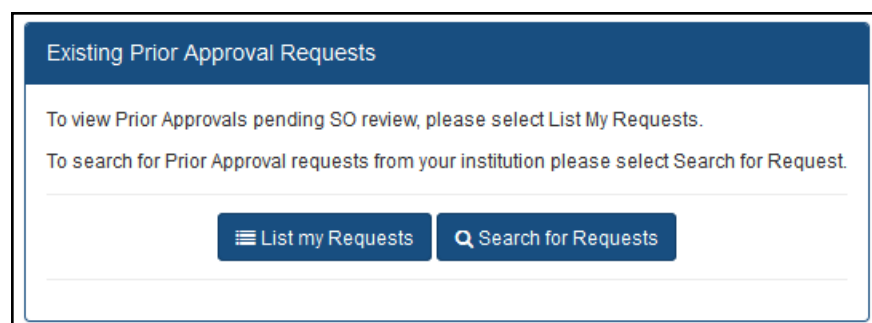 Existing Prior Approval Requests
To view Prior Approvals pending SO review, please select List My Requests.
To search for Prior Approval requests from your institution please select Search for Request.
List my Requests
Search for Requests